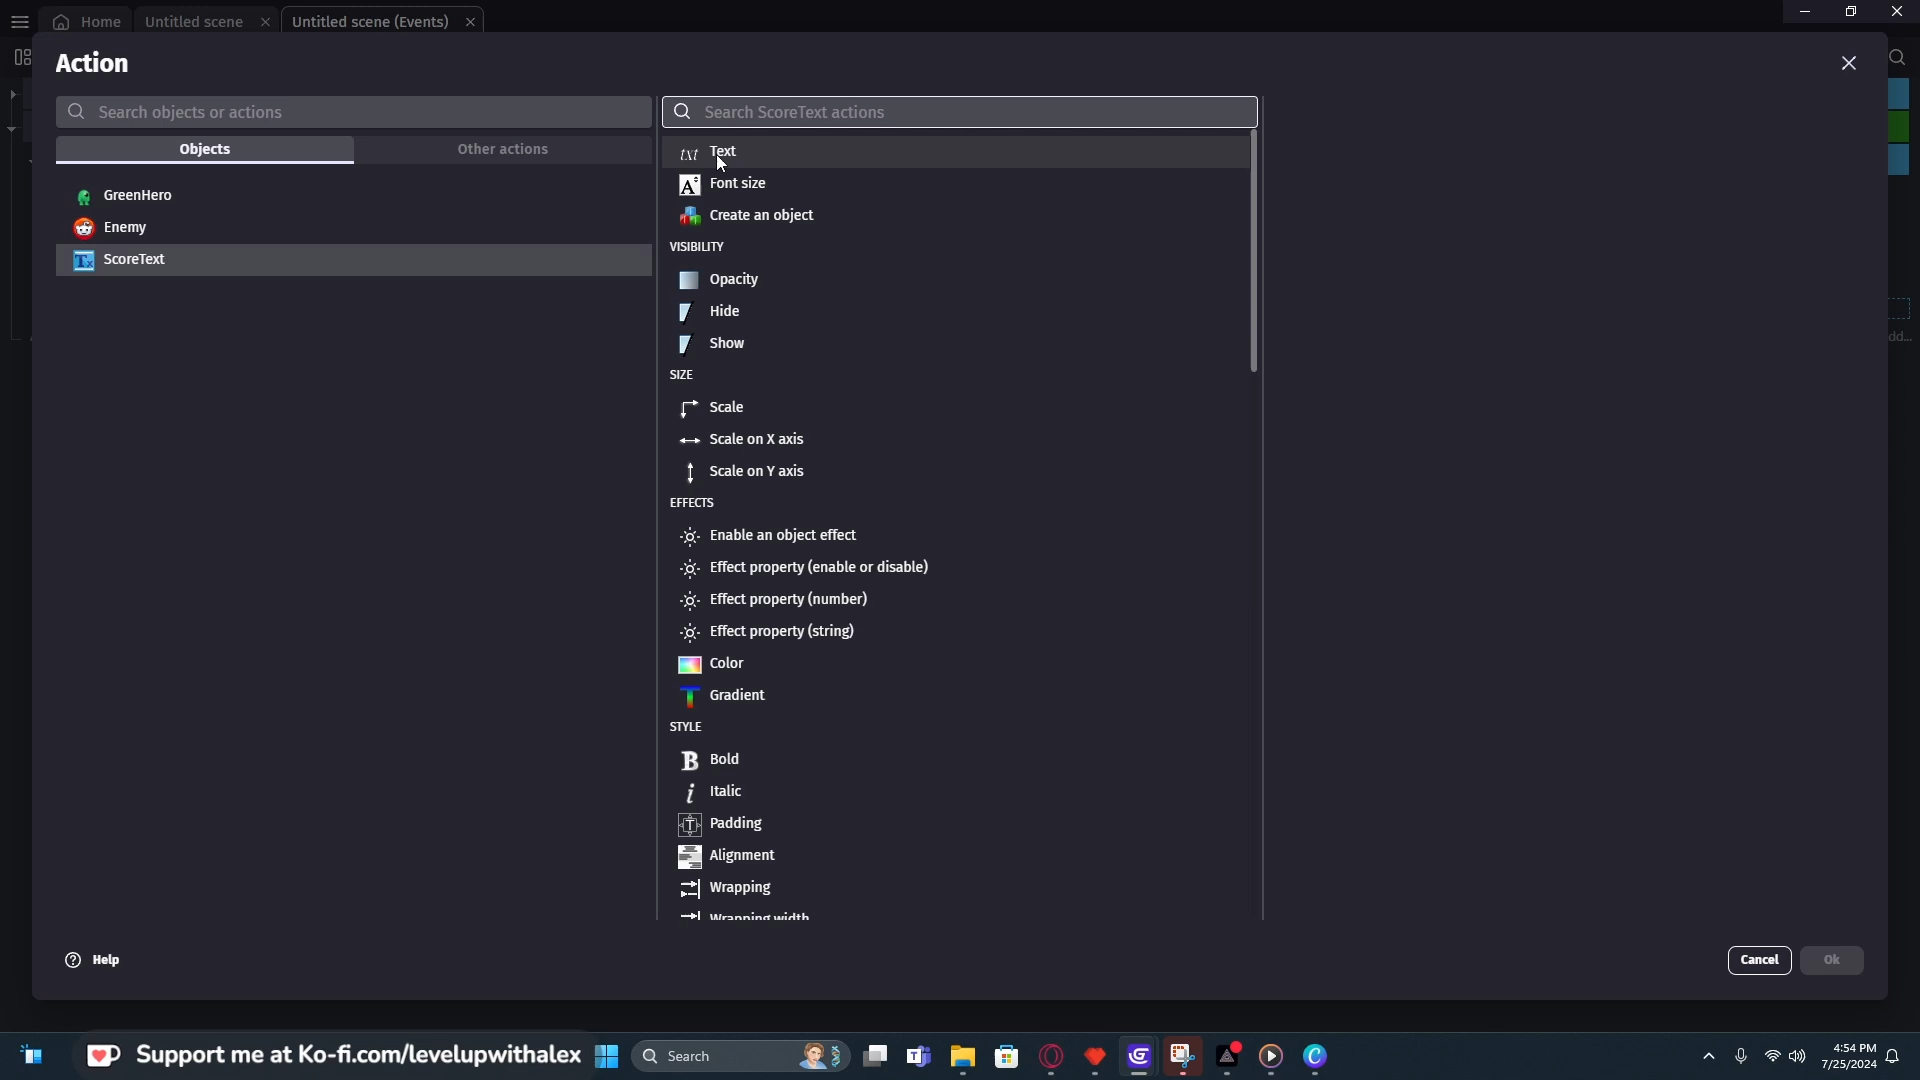 Home
Untitled scene
Untitled scene (Events)
Action
Search objects or actions
Search ScoreText actions
Objects
Other actions
GreenHero
Enemy
ScoreText
txt Text
Font size
Create an object
VISIBILITY
Opacity
Hide
Show
SIZE
Scale
Scale on X axis
Scale on Y axis
EFFECTS
Enable an object effect
Effect property (enable or disable)
Effect property (number)
Effect property (string)
Color
Gradient
STYLE
Bold
Italic
Padding
Alignment
Wrapping
Wrapping width
dd...
Help
Cancel
Ok
Support me at Ko-fi.com/levelupwithalex
Search
4:54 PM
7/25/2024